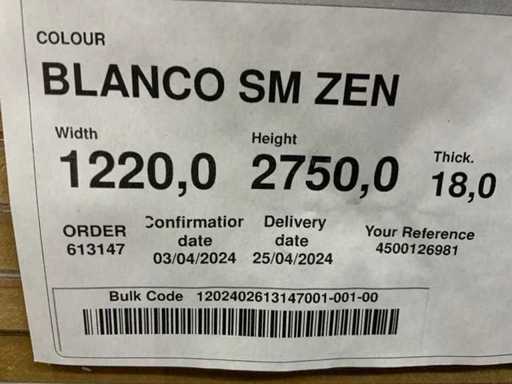 COLOUR
BLANCO SM ZEN
Width Height Thick.
1220,0 2750,0 18,0
ORDER Confirmation Delivery Your Reference
613147 date date 4500126981
03/04/2024 25/04/2024
Bulk Code 1202402613147001-001-00